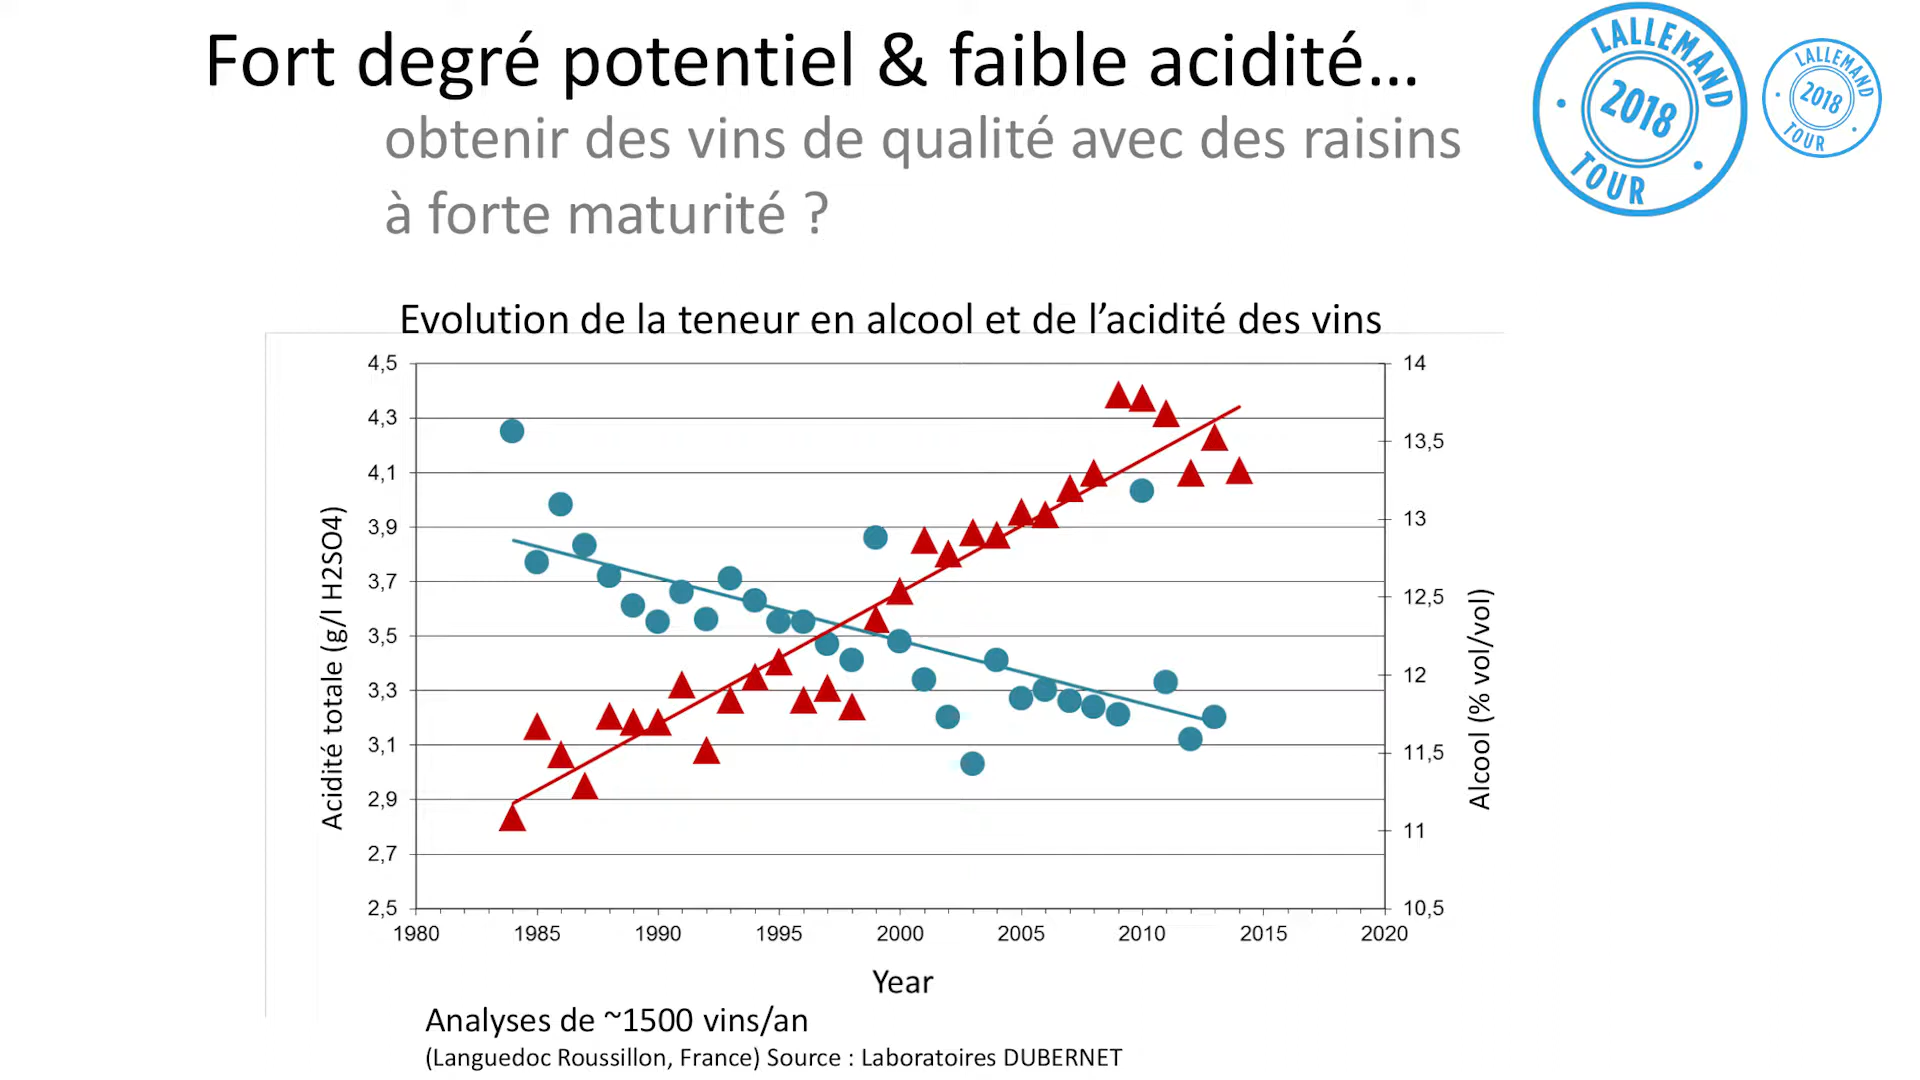 Fort degré potentiel & faible acidité...
obtenir des vins de qualité avec des raisins
à forte maturité ?
LALLEMAND
2018
TOUR
LALLEMAND
2018
TOUR
Evolution de la teneur en alcool et de l’acidité des vins
4,5
4,3
4,1
3,9
3,7
3,5
3,3
3,1
2,9
2,7
2,5
Acidité totale (g/l H2SO4)
14
13,5
13
12,5
12
11,5
11
10,5
Alcool (% vol/vol)
1980 1985 1990 1995 2000 2005 2010 2015 2020
Year
Analyses de ~1500 vins/an
(Languedoc Roussillon, France) Source : Laboratoires DUBERNET